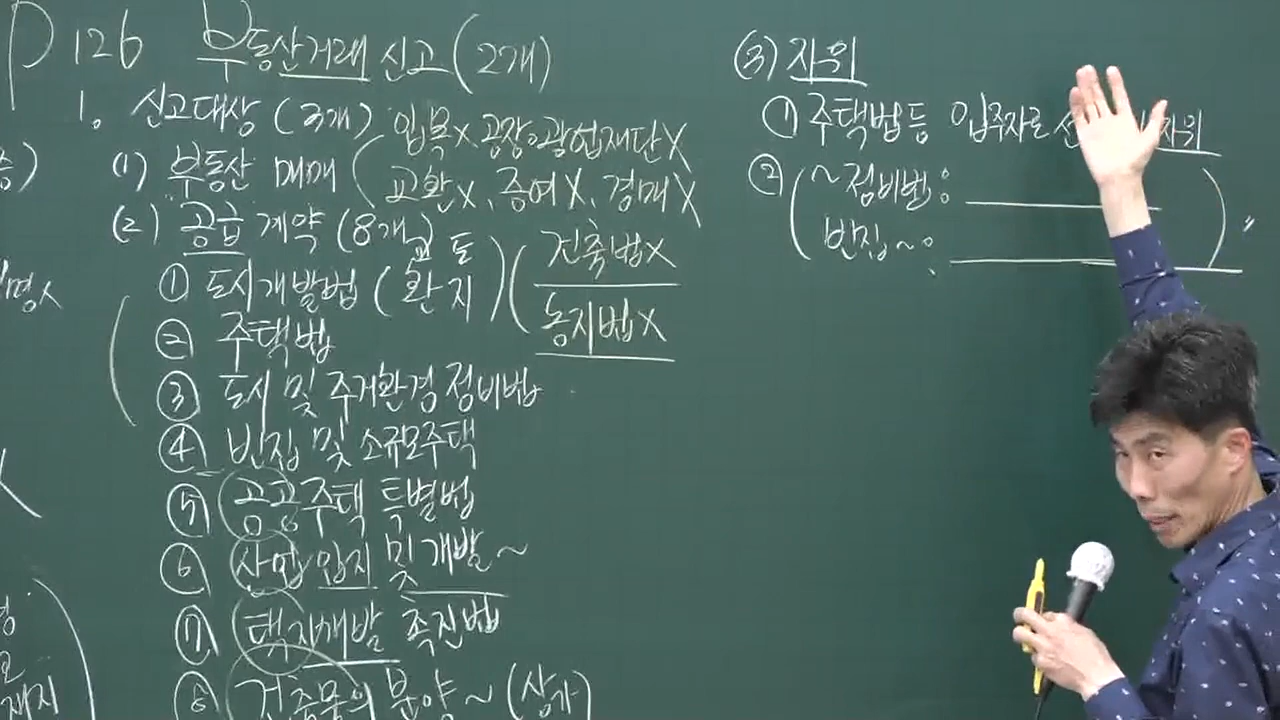 P 126 부동산거래 신고 (2개)
1. 신고대상 (3개) (입목X 공장, 광업재단X
(1) 부동산 매매 (교환X, 증여X, 경매X
(2) 공급 계약 (8개)
① 도시개발법 (환지) (건축법X
농지법X
② 주택법
③ 도시 및 주거환경 정비법
④ 빈집 및 소규모주택
⑤ 공공주택 특별법
⑥ 산업입지 및 개발~
⑦ 택지개발 촉진법
⑧ 건축물의 분양~ (상가)
(3) 지위
① 주택법등 입주자로 지위
② (~정비법:
빈집~:
)〃